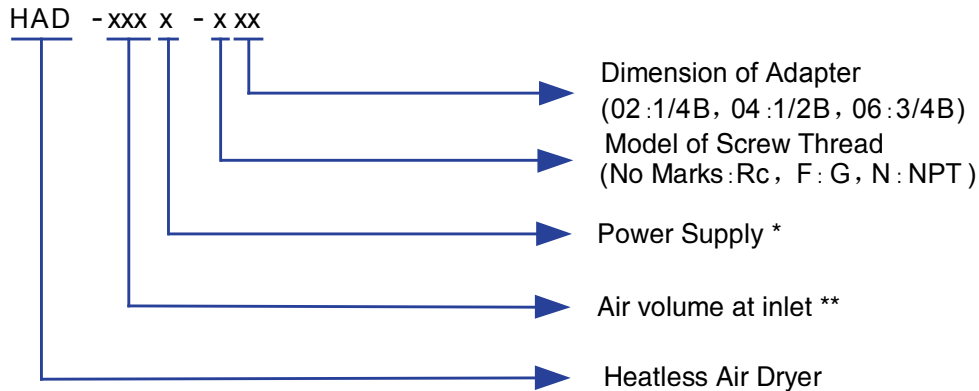 HAD -xxx x - x xx
Dimension of Adapter
(02:1/4B, 04:1/2B, 06:3/4B)
Model of Screw Thread
(No Marks:Rc, F:G, N:NPT)
Power Supply *
Air volume at inlet **
Heatless Air Dryer